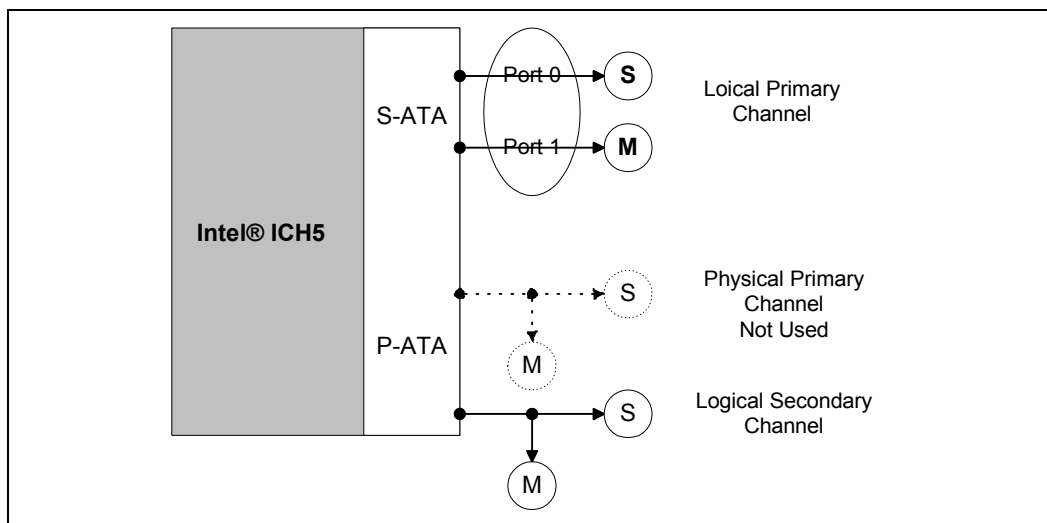 Port 0
S
Loical Primary
Channel
S-ATA
Port 1
M
Intel® ICH5
S
Physical Primary
Channel
Not Used
P-ATA
M
S
Logical Secondary
Channel
M